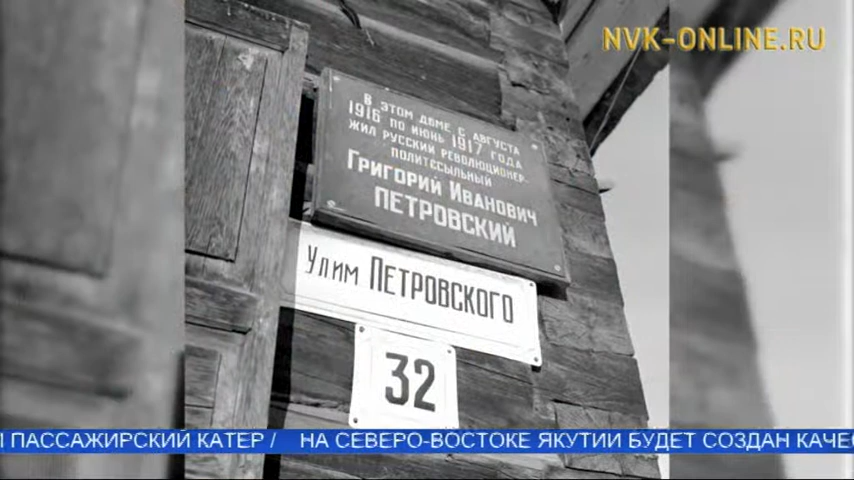 NVK-ONLINE.RU
В ЭТОМ ДОМЕ С АВГУСТА
1916 ПО ИЮНЬ 1917 ГОДА
ЖИЛ РУССКИЙ РЕВОЛЮЦИОНЕР-
ПОЛИТССЫЛЬНЫЙ
ГРИГОРИЙ ИВАНОВИЧ
ПЕТРОВСКИЙ
УЛИМ ПЕТРОВСКОГО
32
ПАССАЖИРСКИЙ КАТЕР / НА СЕВЕРО-ВОСТОКЕ ЯКУТИИ БУДЕТ СОЗДАН